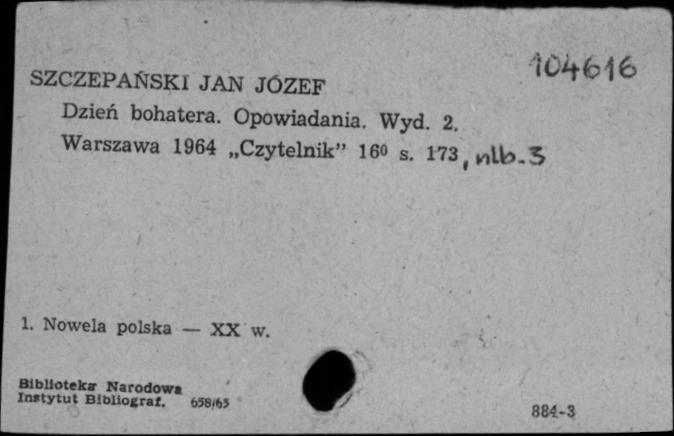 104616
SZCZEPAŃSKI JAN JÓZEF
Dzień bohatera. Opowiadania. Wyd. 2.
Warszawa 1964 „Czytelnik” 16⁰ s. 173, nlb. 3
1. Nowela polska — XX w.
Biblioteka Narodowa
Instytut Bibliograf. 658/65
884-3